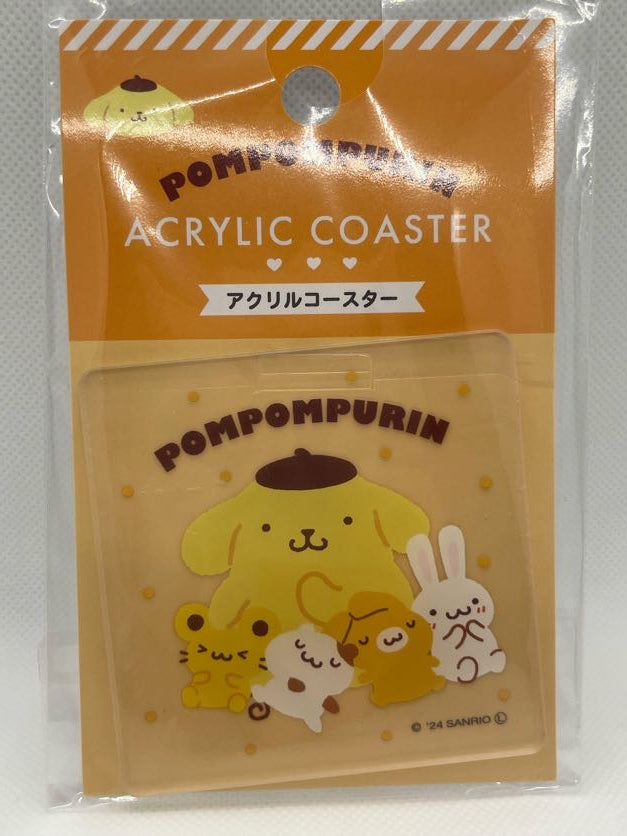 POMPOMPURIN
ACRYLIC COASTER
アクリルコースター
POMPOMPURIN
© '24 SANRIO Ⓛ